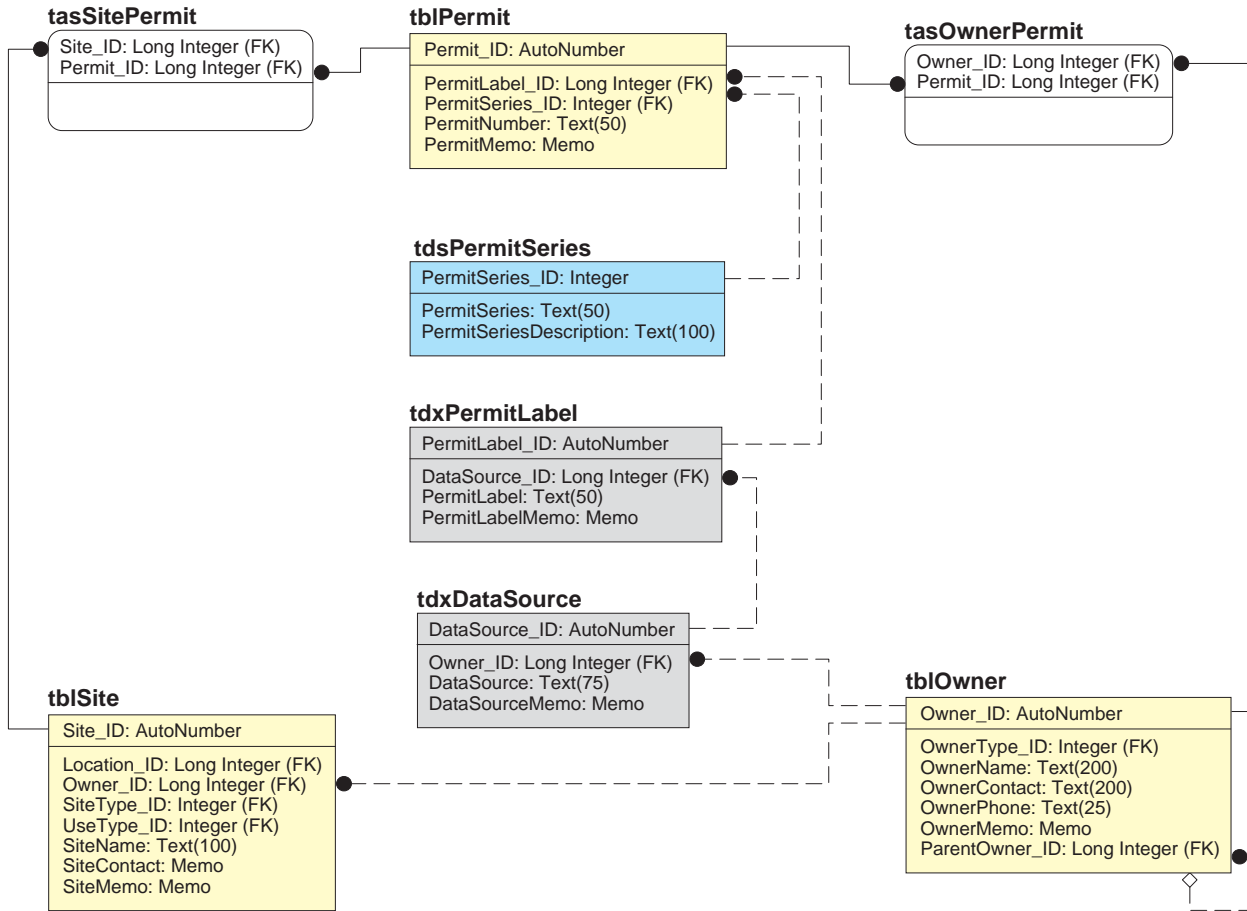 tasSitePermit
Site_ID: Long Integer (FK)
Permit_ID: Long Integer (FK)
tblPermit
Permit_ID: AutoNumber
PermitLabel_ID: Long Integer (FK)
PermitSeries_ID: Integer (FK)
PermitNumber: Text(50)
PermitMemo: Memo
tasOwnerPermit
Owner_ID: Long Integer (FK)
Permit_ID: Long Integer (FK)
tdsPermitSeries
PermitSeries_ID: Integer
PermitSeries: Text(50)
PermitSeriesDescription: Text(100)
tdxPermitLabel
PermitLabel_ID: AutoNumber
DataSource_ID: Long Integer (FK)
PermitLabel: Text(50)
PermitLabelMemo: Memo
tdxDataSource
DataSource_ID: AutoNumber
Owner_ID: Long Integer (FK)
DataSource: Text(75)
DataSourceMemo: Memo
tblSite
Site_ID: AutoNumber
Location_ID: Long Integer (FK)
Owner_ID: Long Integer (FK)
SiteType_ID: Integer (FK)
UseType_ID: Integer (FK)
SiteName: Text(100)
SiteContact: Memo
SiteMemo: Memo
tblOwner
Owner_ID: AutoNumber
OwnerType_ID: Integer (FK)
OwnerName: Text(200)
OwnerContact: Text(200)
OwnerPhone: Text(25)
OwnerMemo: Memo
ParentOwner_ID: Long Integer (FK)